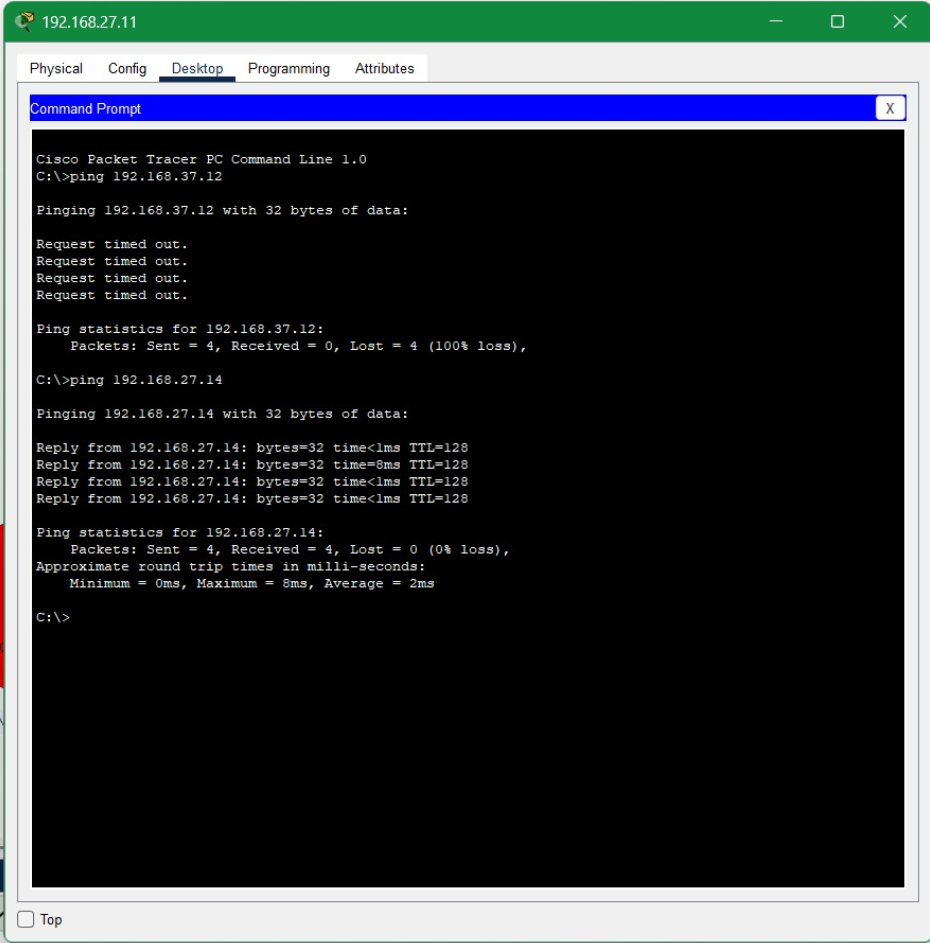 192.168.27.11
Physical Config Desktop Programming Attributes
Command Prompt X
Cisco Packet Tracer PC Command Line 1.0
C:\>ping 192.168.37.12
Pinging 192.168.37.12 with 32 bytes of data:
Request timed out.
Request timed out.
Request timed out.
Request timed out.
Ping statistics for 192.168.37.12:
Packets: Sent = 4, Received = 0, Lost = 4 (100% loss),
C:\>ping 192.168.27.14
Pinging 192.168.27.14 with 32 bytes of data:
Reply from 192.168.27.14: bytes=32 time<1ms TTL=128
Reply from 192.168.27.14: bytes=32 time=8ms TTL=128
Reply from 192.168.27.14: bytes=32 time<1ms TTL=128
Reply from 192.168.27.14: bytes=32 time<1ms TTL=128
Ping statistics for 192.168.27.14:
Packets: Sent = 4, Received = 4, Lost = 0 (0% loss),
Approximate round trip times in milli-seconds:
Minimum = 0ms, Maximum = 8ms, Average = 2ms
C:\>
Top